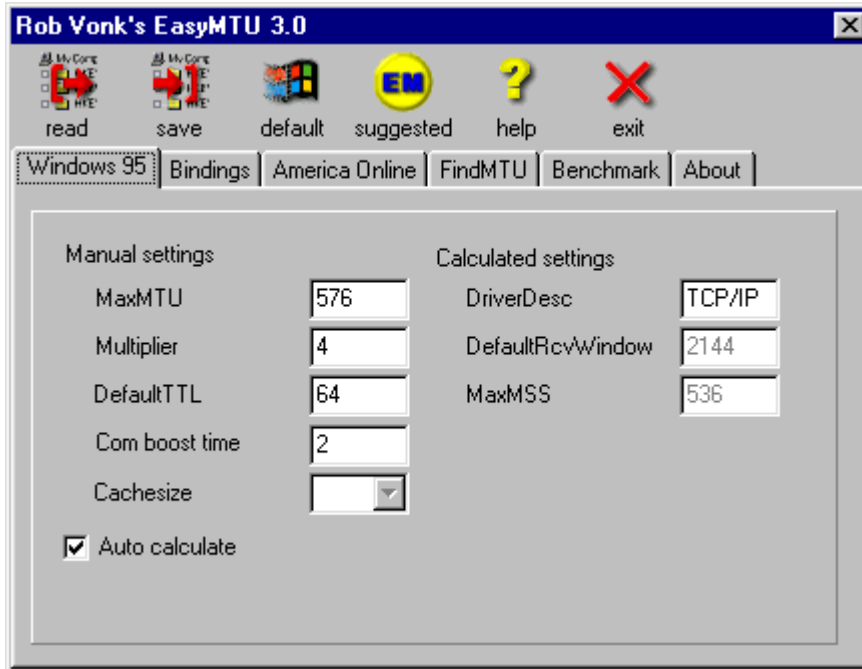 Rob Vonk's EasyMTU 3.0
read save default suggested help exit
Windows 95 Bindings America Online FindMTU Benchmark About
Manual settings
MaxMTU 576
Multiplier 4
DefaultTTL 64
Com boost time 2
Cachesize
Auto calculate
Calculated settings
DriverDesc TCP/IP
DefaultRcvWindow 2144
MaxMSS 536
EM
?